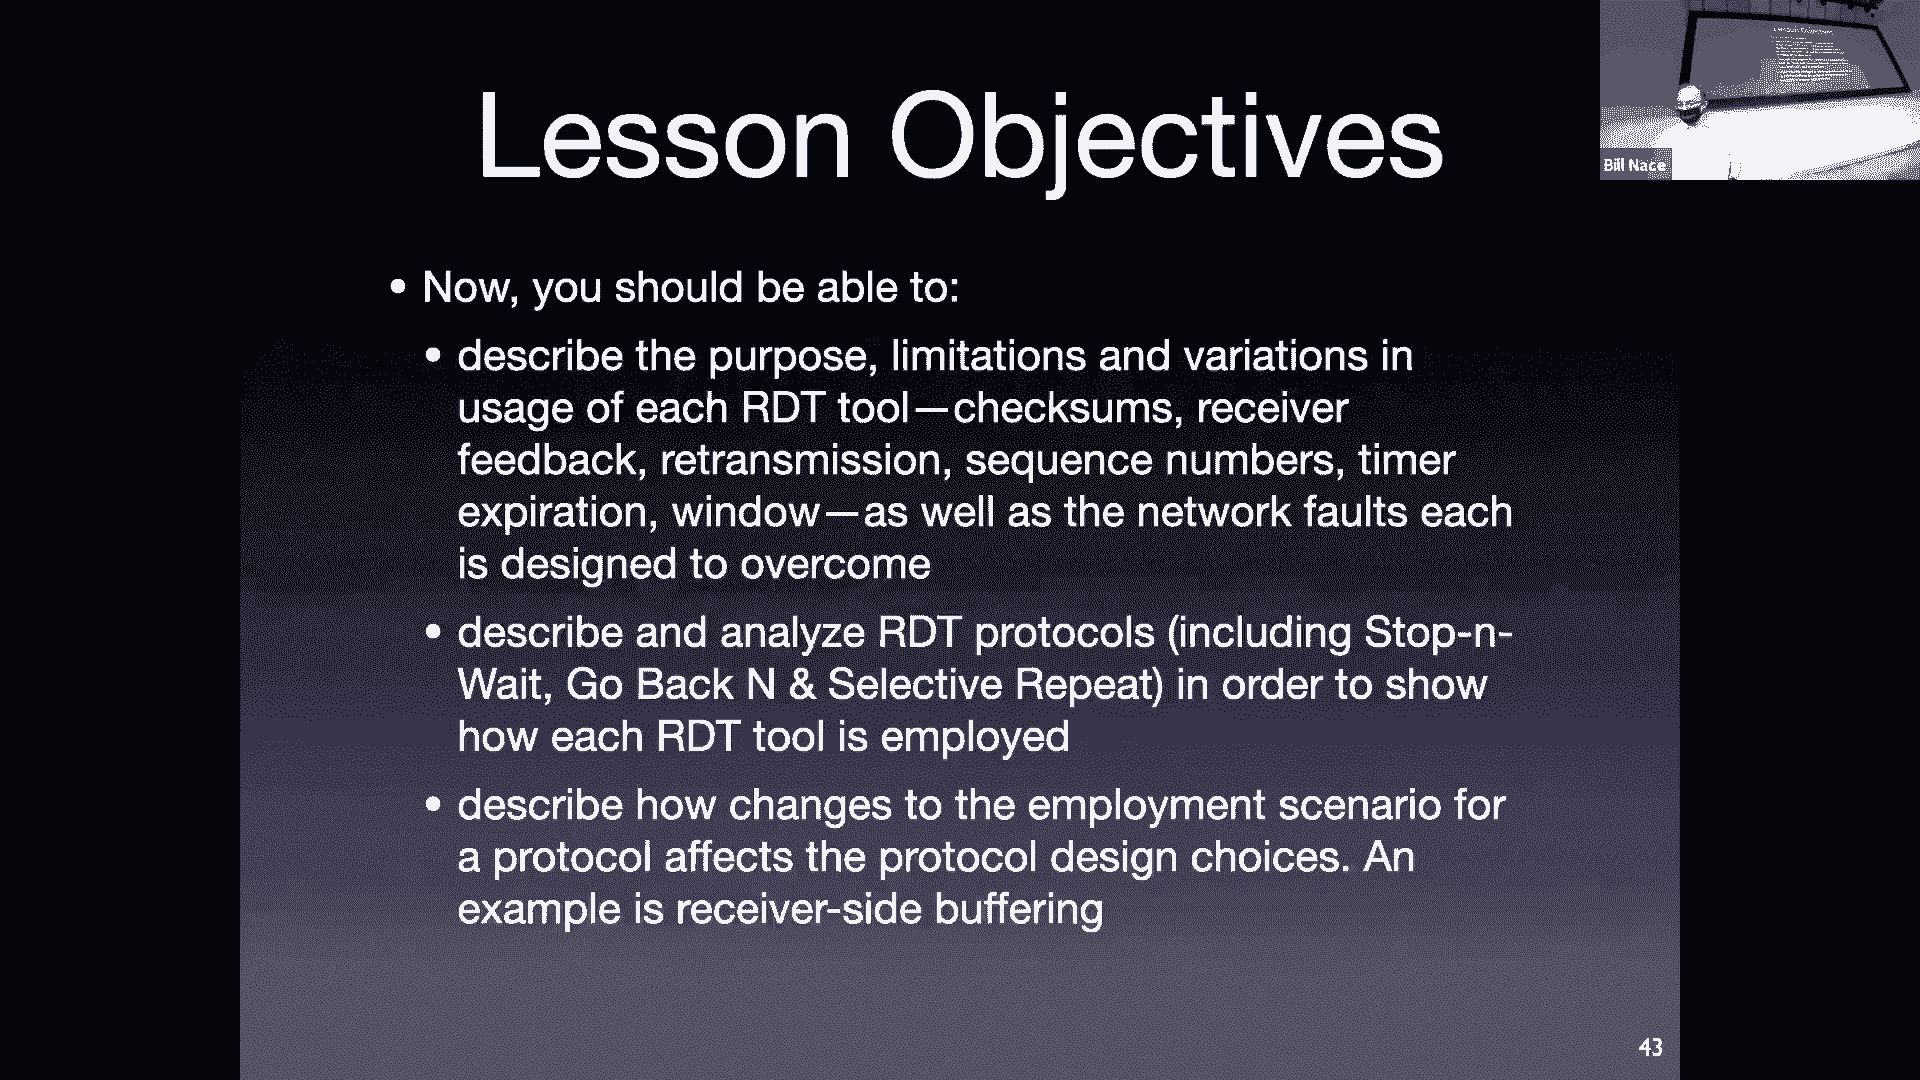 Lesson Objectives
Bill Nace
• Now, you should be able to:
• describe the purpose, limitations and variations in
usage of each RDT tool—checksums, receiver
feedback, retransmission, sequence numbers, timer
expiration, window—as well as the network faults each
is designed to overcome
• describe and analyze RDT protocols (including Stop-n-
Wait, Go Back N & Selective Repeat) in order to show
how each RDT tool is employed
• describe how changes to the employment scenario for
a protocol affects the protocol design choices. An
example is receiver-side buffering
43